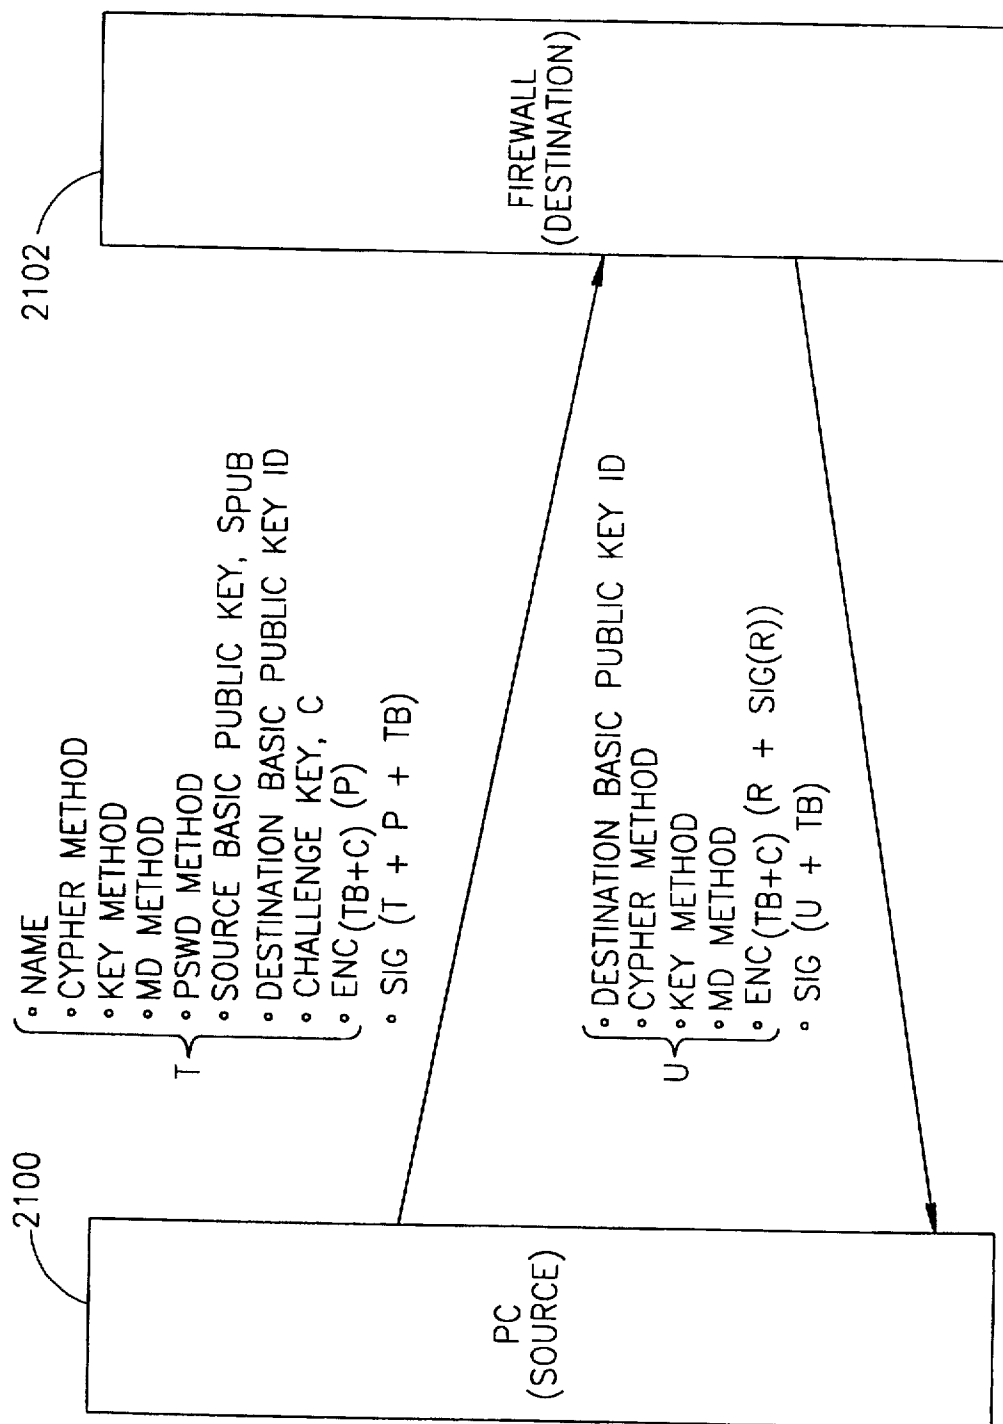 2100
PC
(SOURCE)
T
• NAME
• CYPHER METHOD
• KEY METHOD
• MD METHOD
• PSWD METHOD
• SOURCE BASIC PUBLIC KEY, SPUB
• DESTINATION BASIC PUBLIC KEY ID
• CHALLENGE KEY, C
• ENC(TB+C) (P)
• SIG (T + P + TB)
U
• DESTINATION BASIC PUBLIC KEY ID
• CYPHER METHOD
• KEY METHOD
• MD METHOD
• ENC(TB+C) (R + SIG(R))
• SIG (U + TB)
2102
FIREWALL
(DESTINATION)